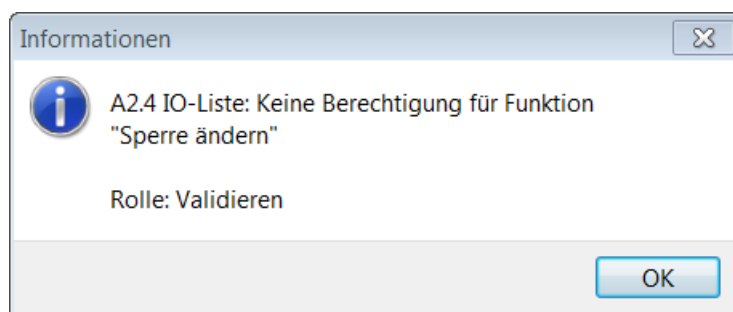 Informationen
A2.4 IO-Liste: Keine Berechtigung für Funktion
"Sperre ändern"
Rolle: Validieren
OK